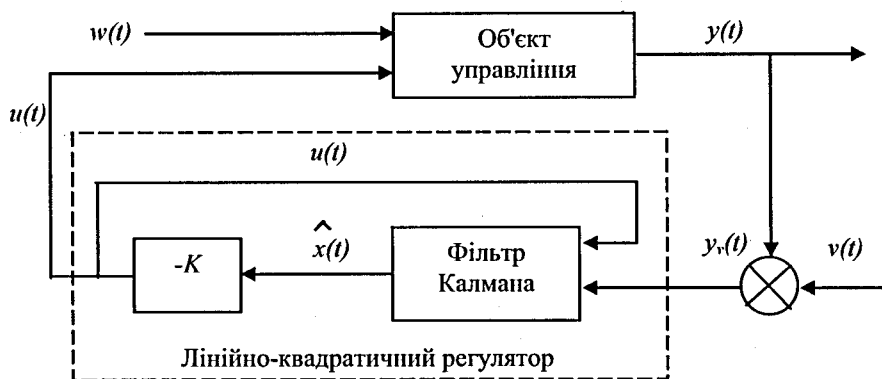 w(t)
Об'єкт
управління
y(t)
u(t)
u(t)
-K
^
x(t)
Фільтр
Калмана
yᵥ(t)
v(t)
Лінійно-квадратичний регулятор